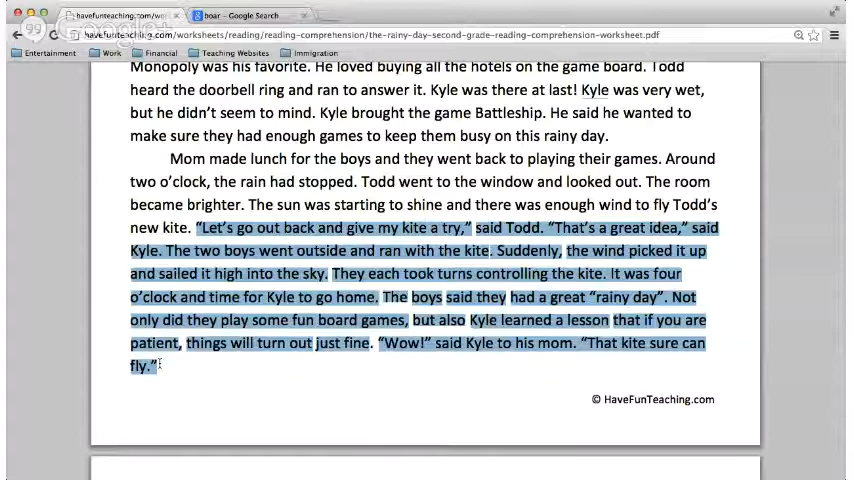 havefunteaching.com/wor
boar - Google Search
Google+
havefunteaching.com/worksheets/reading/reading-comprehension/the-rainy-day-second-grade-reading-comprehension-worksheet.pdf
Entertainment Work Financial Teaching Websites Immigration
Monopoly was his favorite. He loved buying all the hotels on the game board. Todd
heard the doorbell ring and ran to answer it. Kyle was there at last! Kyle was very wet,
but he didn’t seem to mind. Kyle brought the game Battleship. He said he wanted to
make sure they had enough games to keep them busy on this rainy day.
Mom made lunch for the boys and they went back to playing their games. Around
two o’clock, the rain had stopped. Todd went to the window and looked out. The room
became brighter. The sun was starting to shine and there was enough wind to fly Todd’s
new kite. “Let’s go out back and give my kite a try,” said Todd. “That’s a great idea,” said
Kyle. The two boys went outside and ran with the kite. Suddenly, the wind picked it up
and sailed it high into the sky. They each took turns controlling the kite. It was four
o’clock and time for Kyle to go home. The boys said they had a great “rainy day”. Not
only did they play some fun board games, but also Kyle learned a lesson that if you are
patient, things will turn out just fine. “Wow!” said Kyle to his mom. “That kite sure can
fly.”
© HaveFunTeaching.com